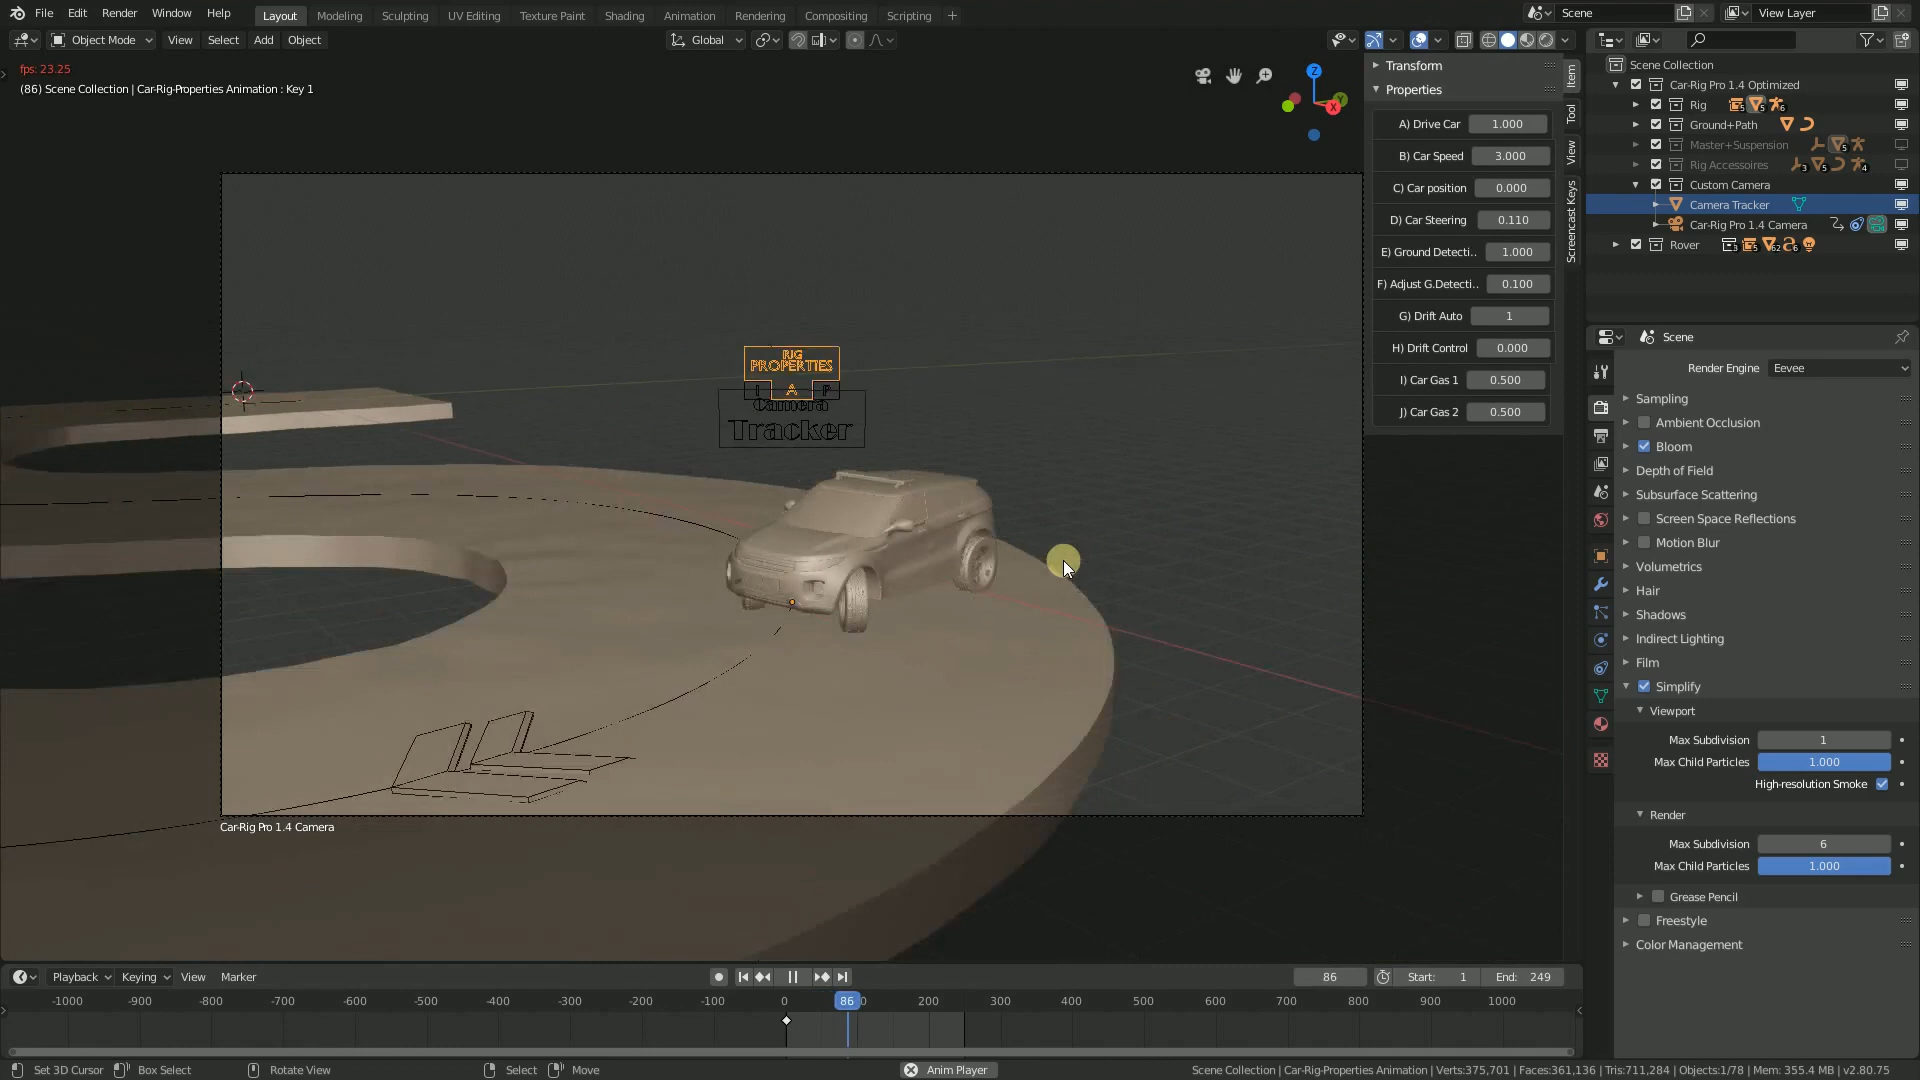 File Edit Render Window Help Layout Modeling Sculpting UV Editing Texture Paint Shading Animation Rendering Compositing Scripting + Scene View Layer
Object Mode View Select Add Object Global
fps: 23.25
(86) Scene Collection | Car-Rig-Properties Animation : Key 1
RIG
PROPERTIES
A
Camera
Tracker
Car-Rig Pro 1.4 Camera
Z
Y
X
Transform
Properties
A) Drive Car 1.000
B) Car Speed 3.000
C) Car position 0.000
D) Car Steering 0.110
E) Ground Detecti.. 1.000
F) Adjust G.Detecti.. 0.100
G) Drift Auto 1
H) Drift Control 0.000
I) Car Gas 1 0.500
J) Car Gas 2 0.500
Item
Tool
View
Screencast Keys
Scene Collection
Car-Rig Pro 1.4 Optimized
Rig 5 5 6
Ground+Path
Master+Suspension 5
Rig Accessoires 3 5 4
Custom Camera
Camera Tracker
Car-Rig Pro 1.4 Camera
Rover 3 5 62 6
Scene
Render Engine Eevee
Sampling
Ambient Occlusion
Bloom
Depth of Field
Subsurface Scattering
Screen Space Reflections
Motion Blur
Volumetrics
Hair
Shadows
Indirect Lighting
Film
Simplify
Viewport
Max Subdivision 1
Max Child Particles 1.000
High-resolution Smoke
Render
Max Subdivision 6
Max Child Particles 1.000
Grease Pencil
Freestyle
Color Management
Playback Keying View Marker 86 Start: 1 End: 249
-1000 -900 -800 -700 -600 -500 -400 -300 -200 -100 0 86 200 300 400 500 600 700 800 900 1000
Set 3D Cursor Box Select Rotate View Select Move Anim Player Scene Collection | Car-Rig-Properties Animation | Verts:375,701 | Faces:361,136 | Tris:711,284 | Objects:1/78 | Mem: 355.4 MB | v2.80.75